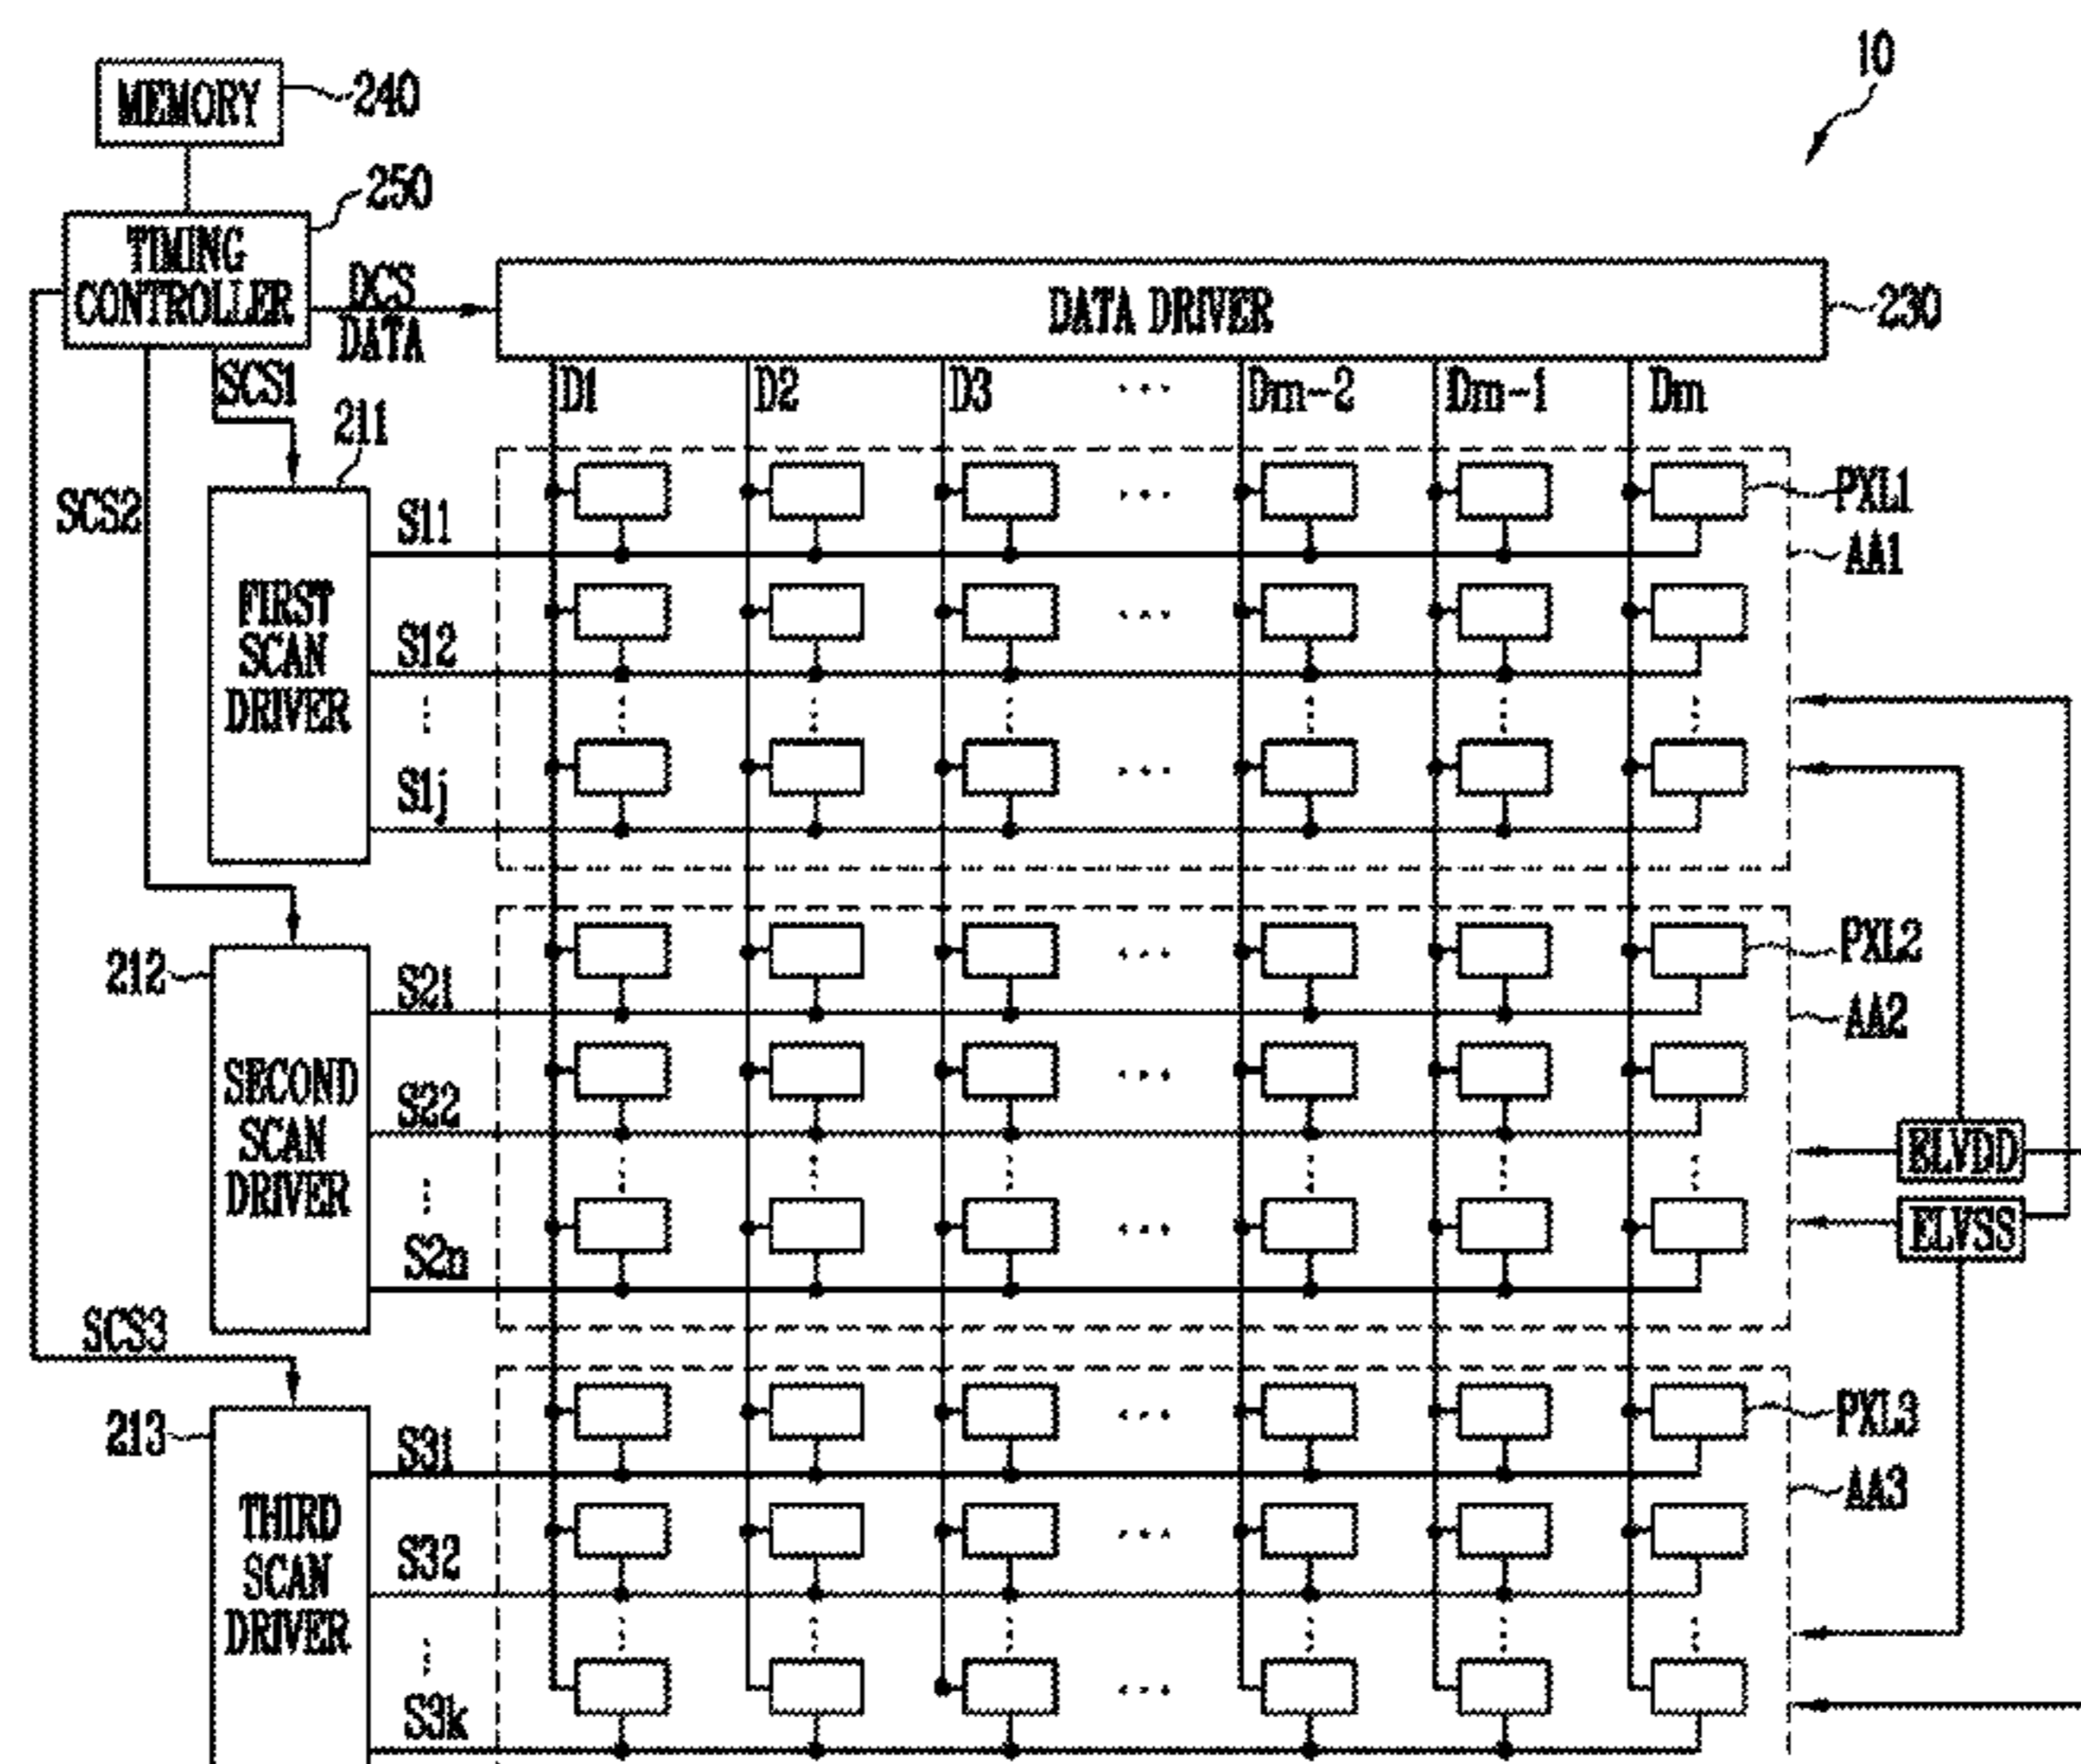 10
MEMORY
240
250
TIMING
CONTROLLER
DCS
DATA
DATA DRIVER
230
SCS1
D1
D2
D3
...
Dm-2
Dm-1
Dm
211
SCS2
S11
PXL1
AA1
FIRST
SCAN
DRIVER
S12
S1j
212
S21
PXL2
AA2
SECOND
SCAN
DRIVER
S22
ELVDD
ELVSS
S2n
SCS3
213
S31
PXL3
AA3
THIRD
SCAN
DRIVER
S32
S3k